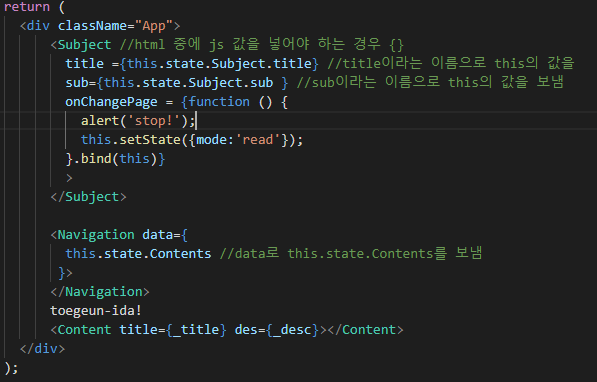 return (
<div className="App">
<Subject //html 중에 js 값을 넣어야 하는 경우 {}
title ={this.state.Subject.title} //title이라는 이름으로 this의 값을
sub={this.state.Subject.sub } //sub이라는 이름으로 this의 값을 보냄
onChangePage = {function () {
alert('stop!');
this.setState({mode:'read'});
}.bind(this)}
>
</Subject>
<Navigation data={
this.state.Contents //data로 this.state.Contents를 보냄
}>
</Navigation>
toegeun-ida!
<Content title={_title} des={_desc}></Content>
</div>
);